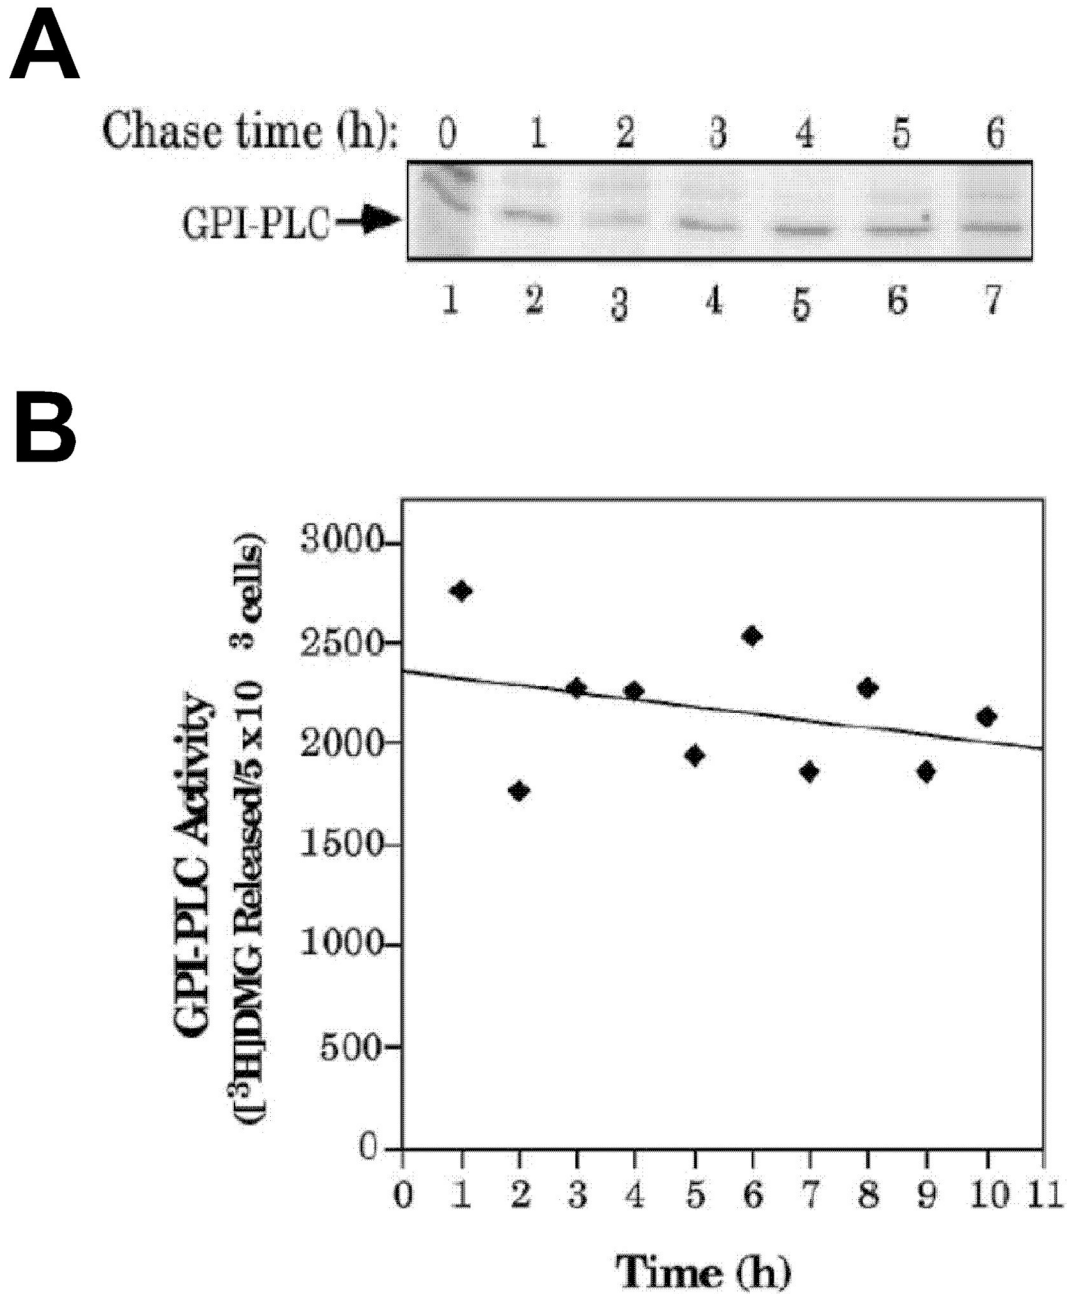 A
Chase time (h): 0 1 2 3 4 5 6
GPI-PLC
1 2 3 4 5 6 7
B
GPI-PLC Activity
([³H]DMG Released/5 x 10 ³ cells)
3000
2500
2000
1500
1000
500
0
0 1 2 3 4 5 6 7 8 9 10 11
Time (h)